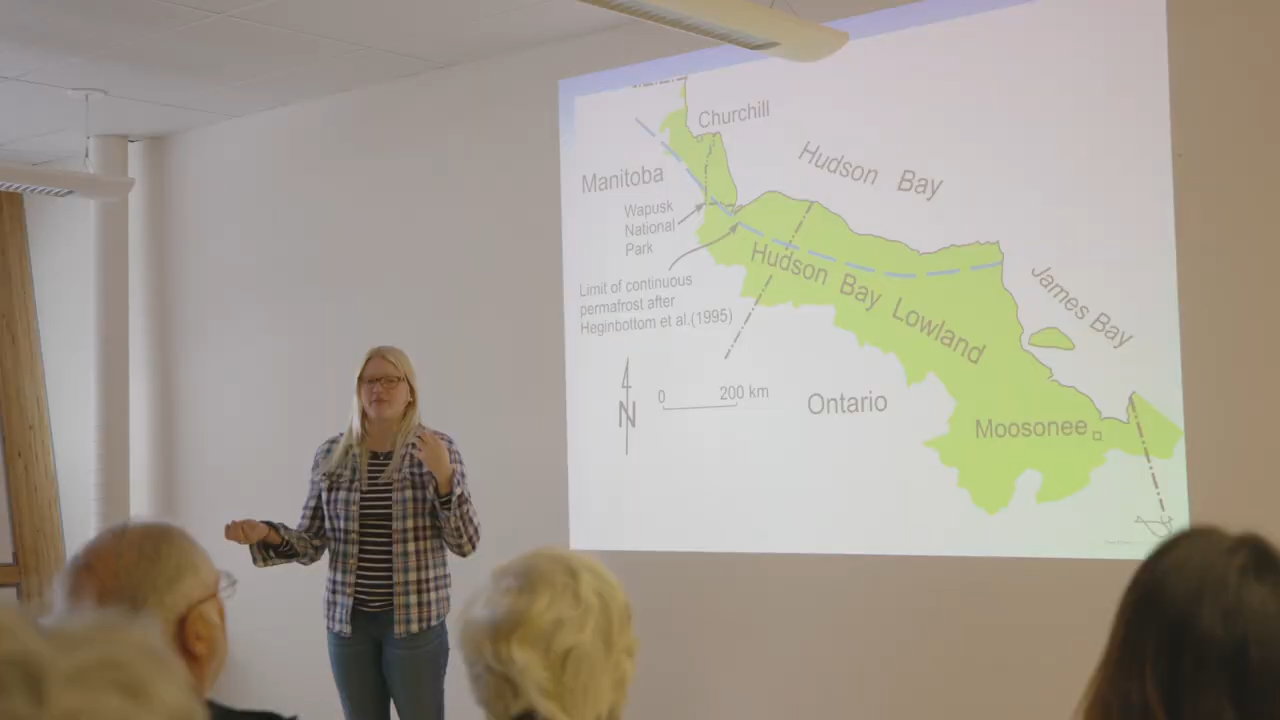 Churchill
Hudson Bay
Manitoba
Wapusk
National
Park
Hudson Bay Lowland
Limit of continuous
permafrost after
Heginbottom et al.(1995)
James Bay
N
0 200 km
Ontario
Moosonee